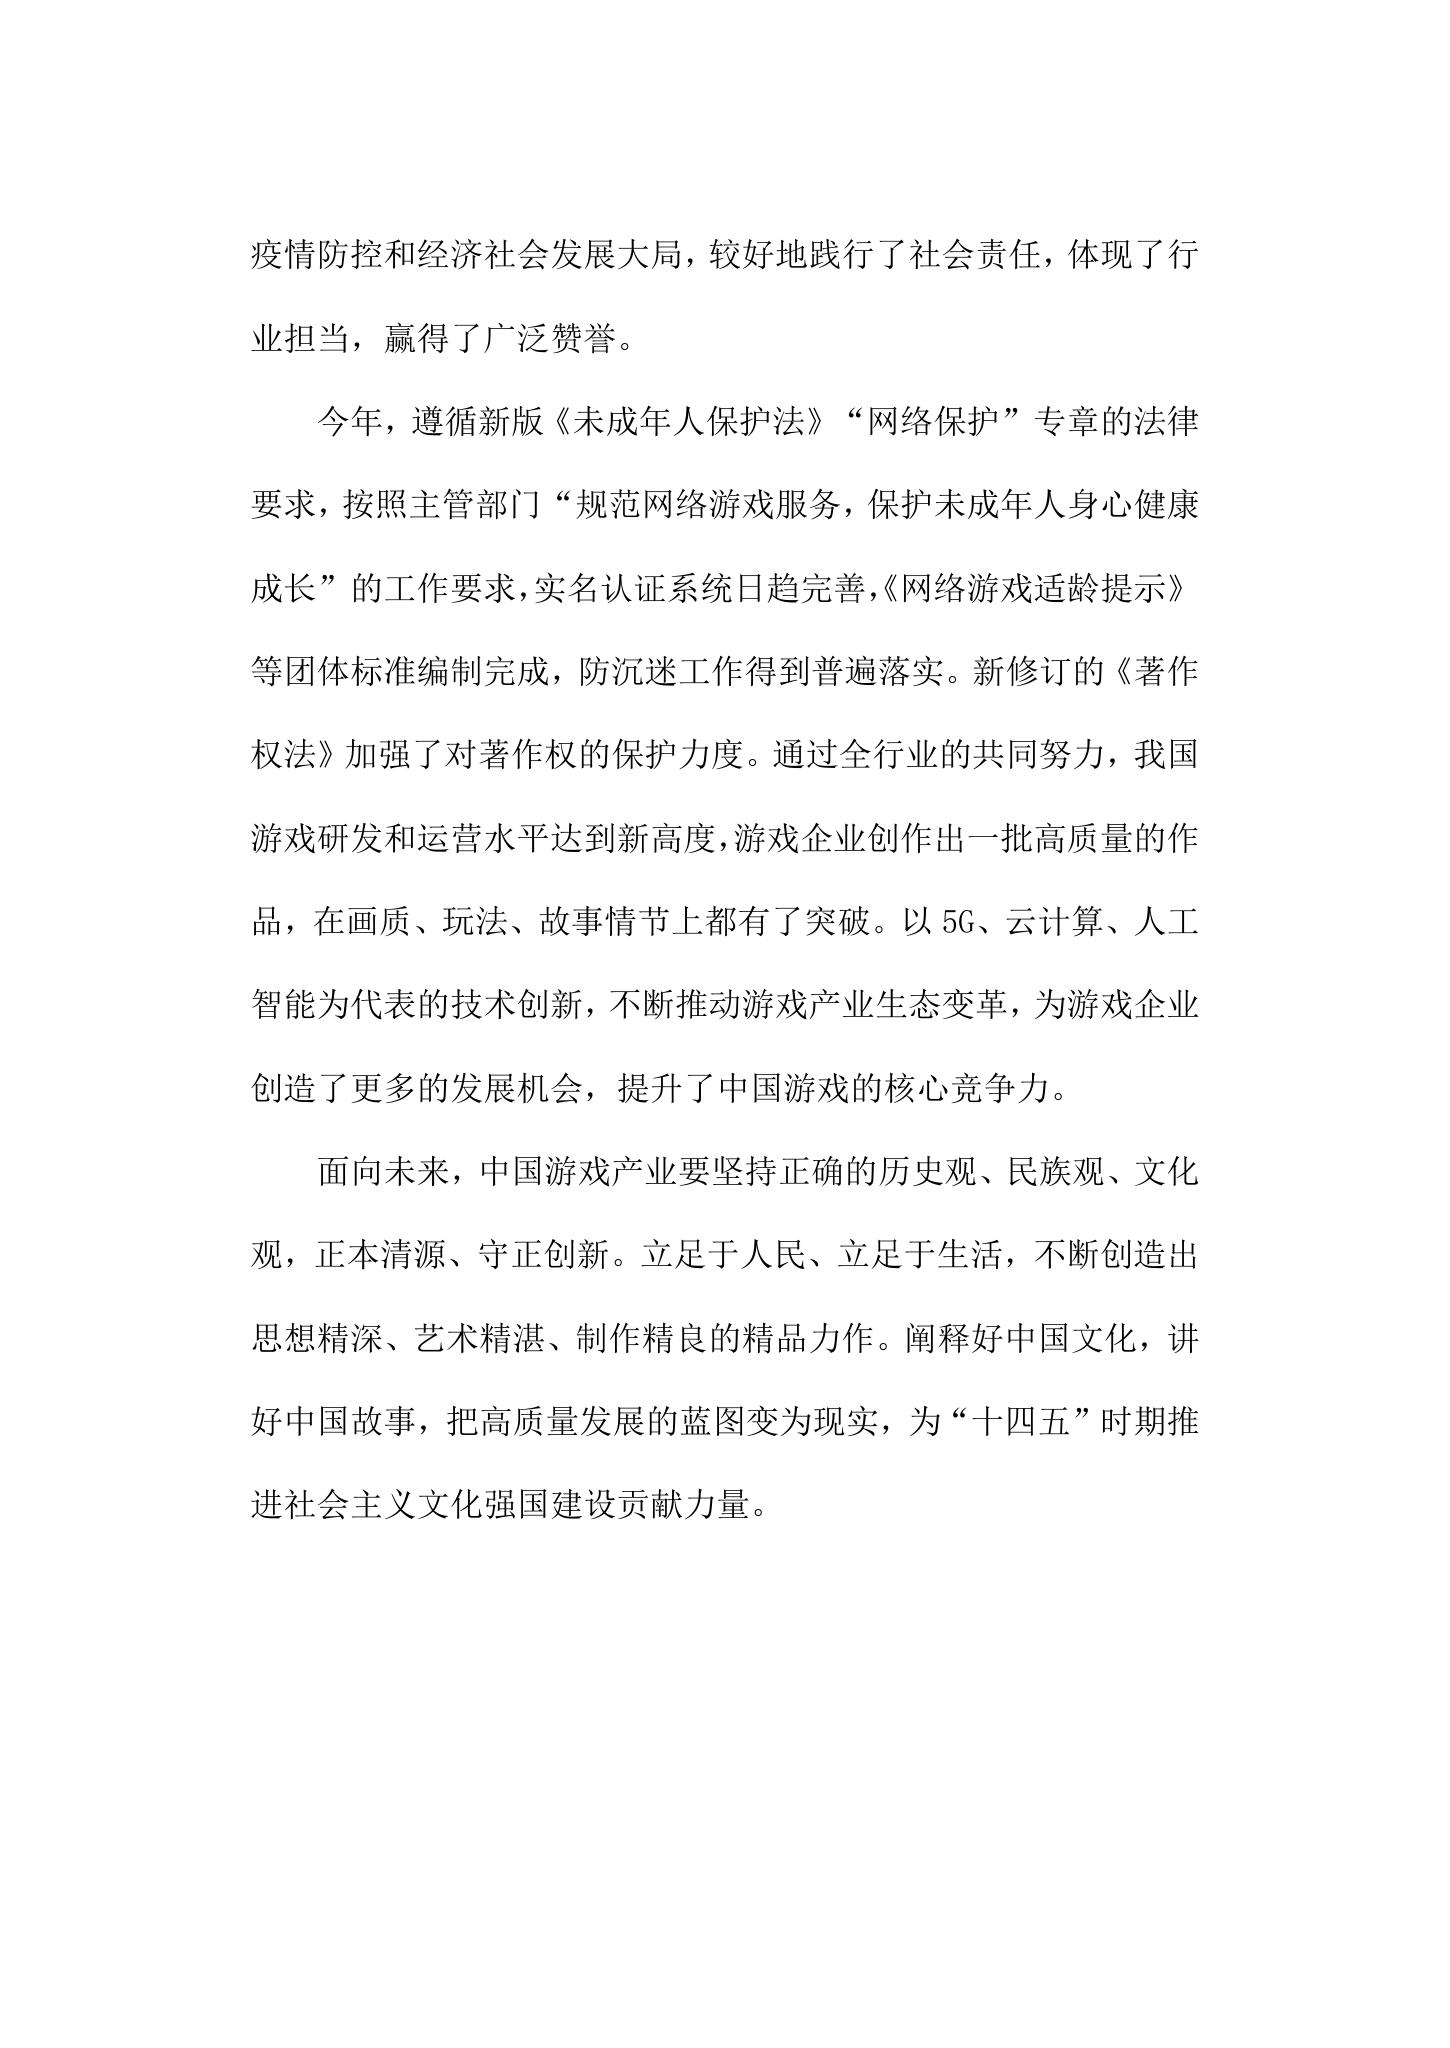 疫情防控和经济社会发展大局，较好地践行了社会责任，体现了行
业担当，赢得了广泛赞誉。
今年，遵循新版《未成年人保护法》“网络保护”专章的法律
要求，按照主管部门“规范网络游戏服务，保护未成年人身心健康
成长”的工作要求，实名认证系统日趋完善，《网络游戏适龄提示》
等团体标准编制完成，防沉迷工作得到普遍落实。新修订的《著作
权法》加强了对著作权的保护力度。通过全行业的共同努力，我国
游戏研发和运营水平达到新高度，游戏企业创作出一批高质量的作
品，在画质、玩法、故事情节上都有了突破。以 5G、云计算、人工
智能为代表的技术创新，不断推动游戏产业生态变革，为游戏企业
创造了更多的发展机会，提升了中国游戏的核心竞争力。
面向未来，中国游戏产业要坚持正确的历史观、民族观、文化
观，正本清源、守正创新。立足于人民、立足于生活，不断创造出
思想精深、艺术精湛、制作精良的精品力作。阐释好中国文化，讲
好中国故事，把高质量发展的蓝图变为现实，为“十四五”时期推
进社会主义文化强国建设贡献力量。